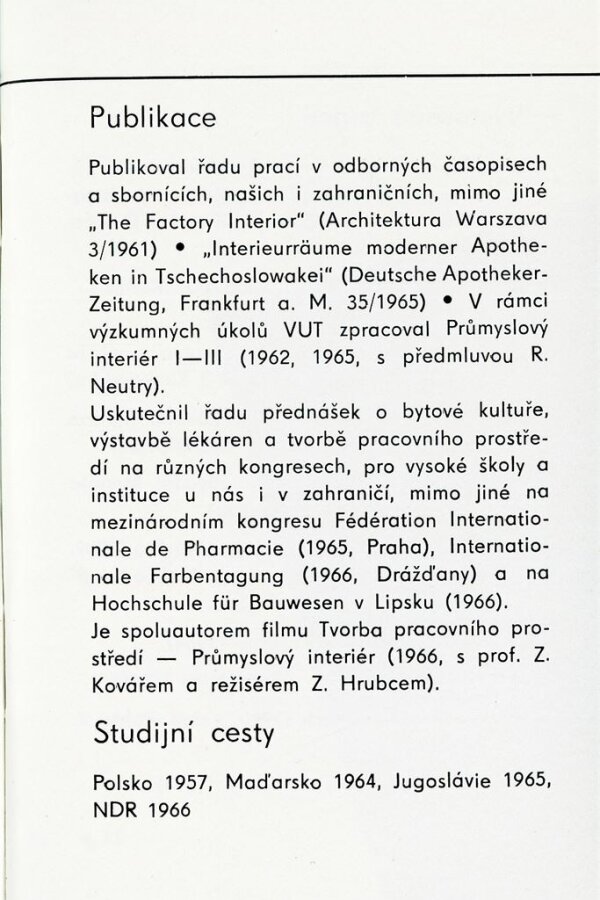 Publikace
Publikoval řadu prací v odborných časopisech
a sbornících, našich i zahraničních, mimo jiné
„The Factory Interior“ (Architektura Warszava
3/1961) • „Interieurräume moderner Apothe-
ken in Tschechoslowakei“ (Deutsche Apotheker-
Zeitung, Frankfurt a. M. 35/1965) • V rámci
výzkumných úkolů VUT zpracoval Průmyslový
interiér I—III (1962, 1965, s předmluvou R.
Neutry).
Uskutečnil řadu přednášek o bytové kultuře,
výstavbě lékáren a tvorbě pracovního prostře-
dí na různých kongresech, pro vysoké školy a
instituce u nás i v zahraničí, mimo jiné na
mezinárodním kongresu Fédération Internatio-
nale de Pharmacie (1965, Praha), Internatio-
nale Farbentagung (1966, Drážďany) a na
Hochschule für Bauwesen v Lipsku (1966).
Je spoluautorem filmu Tvorba pracovního pro-
středí — Průmyslový interiér (1966, s prof. Z.
Kovářem a režisérem Z. Hrubcem).
Studijní cesty
Polsko 1957, Maďarsko 1964, Jugoslávie 1965,
NDR 1966